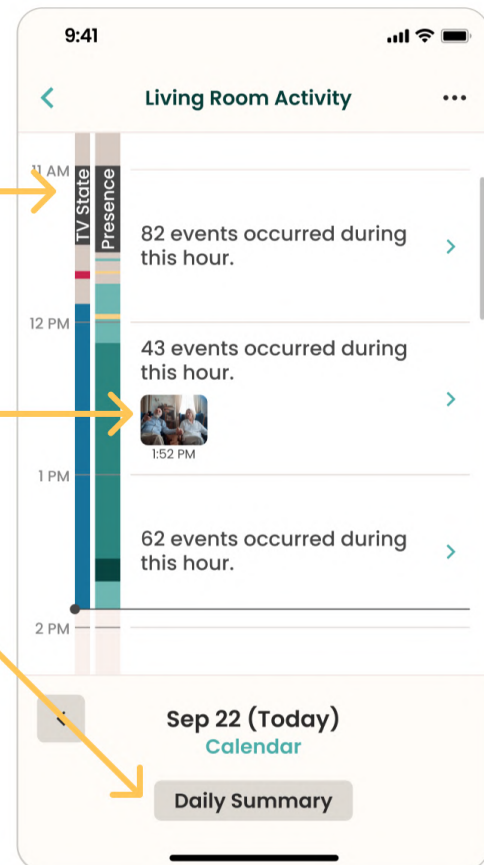 9:41
Living Room Activity
11 AM
TV State
Presence
82 events occurred during
this hour.
12 PM
43 events occurred during
this hour.
1:52 PM
1 PM
62 events occurred during
this hour.
2 PM
Sep 22 (Today)
Calendar
Daily Summary